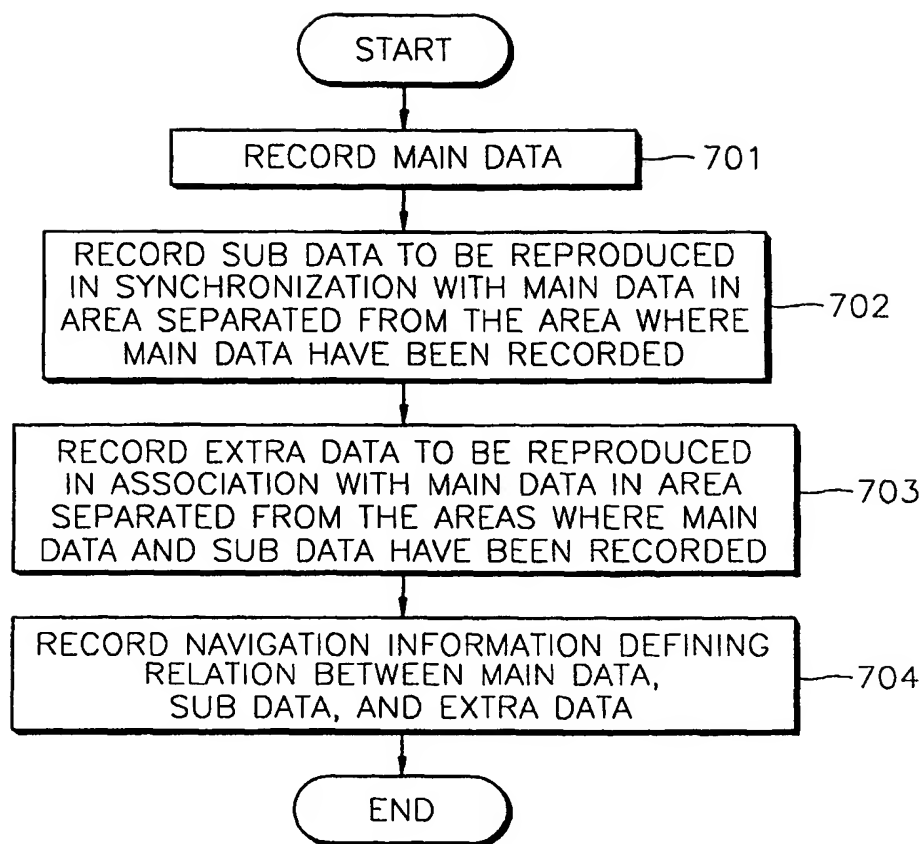 START
RECORD MAIN DATA
701
RECORD SUB DATA TO BE REPRODUCED
IN SYNCHRONIZATION WITH MAIN DATA IN
AREA SEPARATED FROM THE AREA WHERE
MAIN DATA HAVE BEEN RECORDED
702
RECORD EXTRA DATA TO BE REPRODUCED
IN ASSOCIATION WITH MAIN DATA IN AREA
SEPARATED FROM THE AREAS WHERE MAIN
DATA AND SUB DATA HAVE BEEN RECORDED
703
RECORD NAVIGATION INFORMATION DEFINING
RELATION BETWEEN MAIN DATA,
SUB DATA, AND EXTRA DATA
704
END